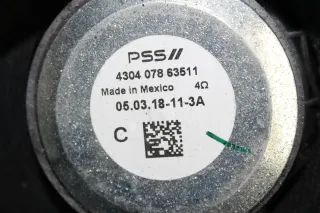 PSS//
4304 078 63511
Made in Mexico 4Ω
05.03.18-11-3A
C